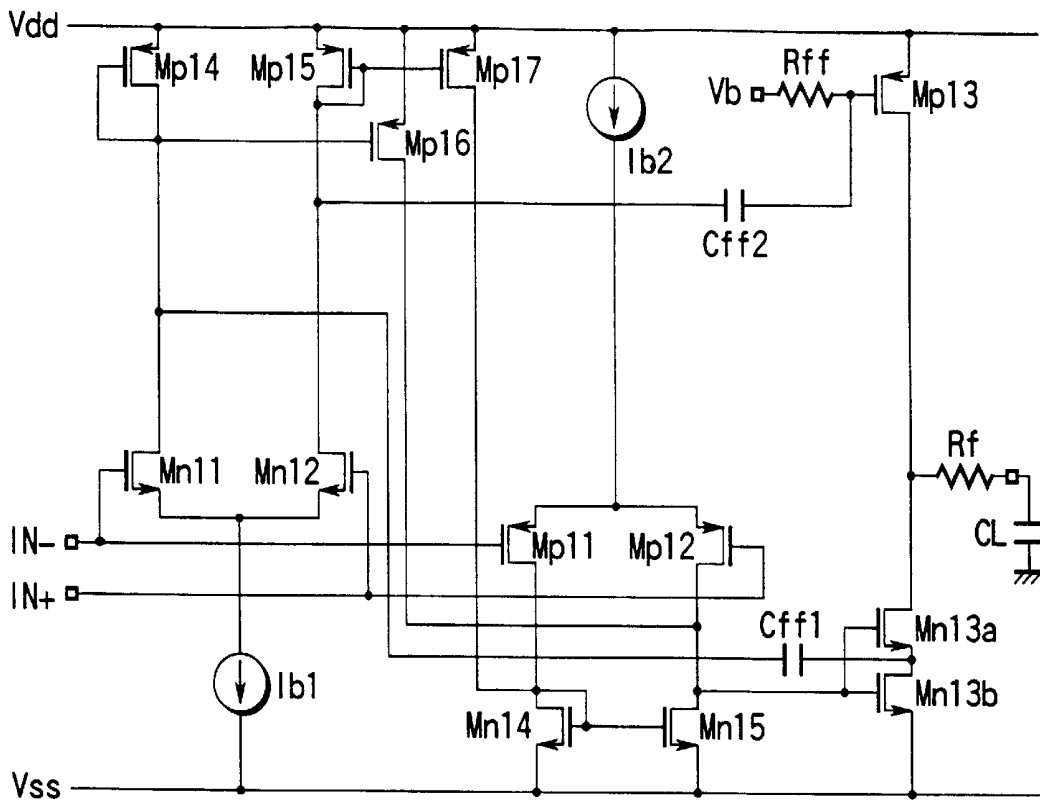 Vdd
Mp14
Mp15
Mp17
Rff
Vb
Mp13
Mp16
Ib2
Cff2
Mn11
Mn12
Rf
IN-
Mp11
Mp12
CL
IN+
Cff1
Mn13a
Ib1
Mn14
Mn15
Mn13b
Vss